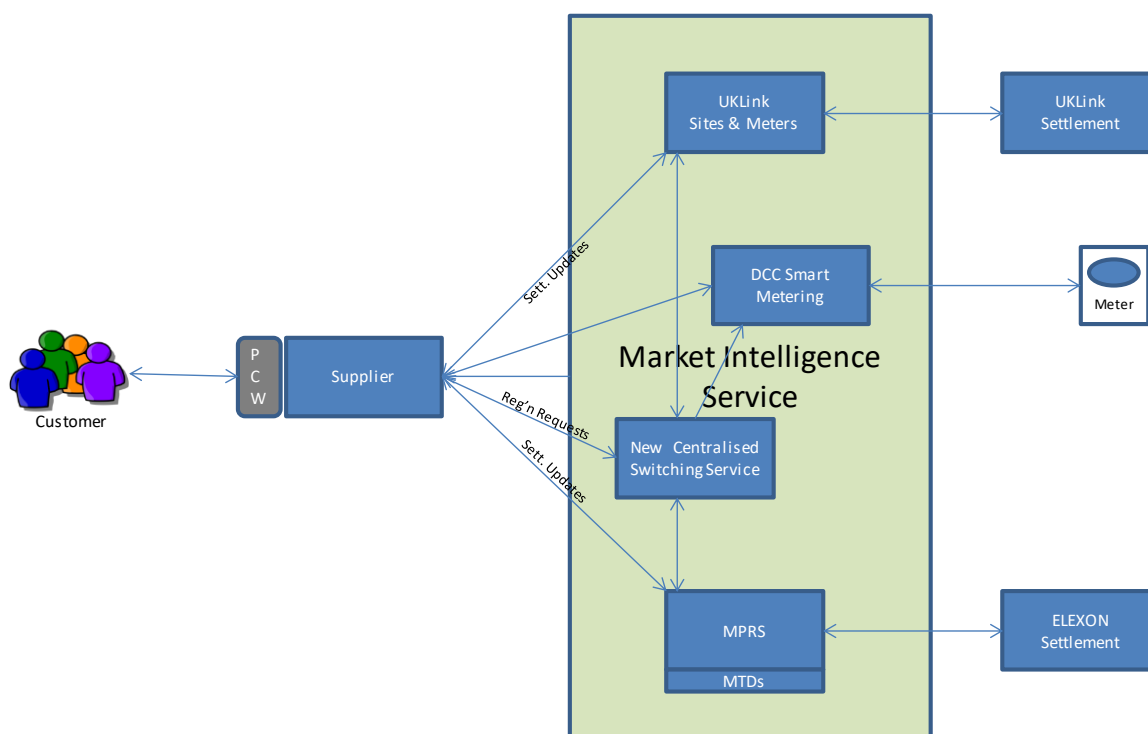 UKLink
Sites & Meters
UKLink
Settlement
Sett. Updates
DCC Smart
Metering
Meter
Market Intelligence
Service
P
C
W
Supplier
Customer
Reg'n Requests
New Centralised
Switching Service
Sett. Updates
MPRS
MTDs
ELEXON
Settlement